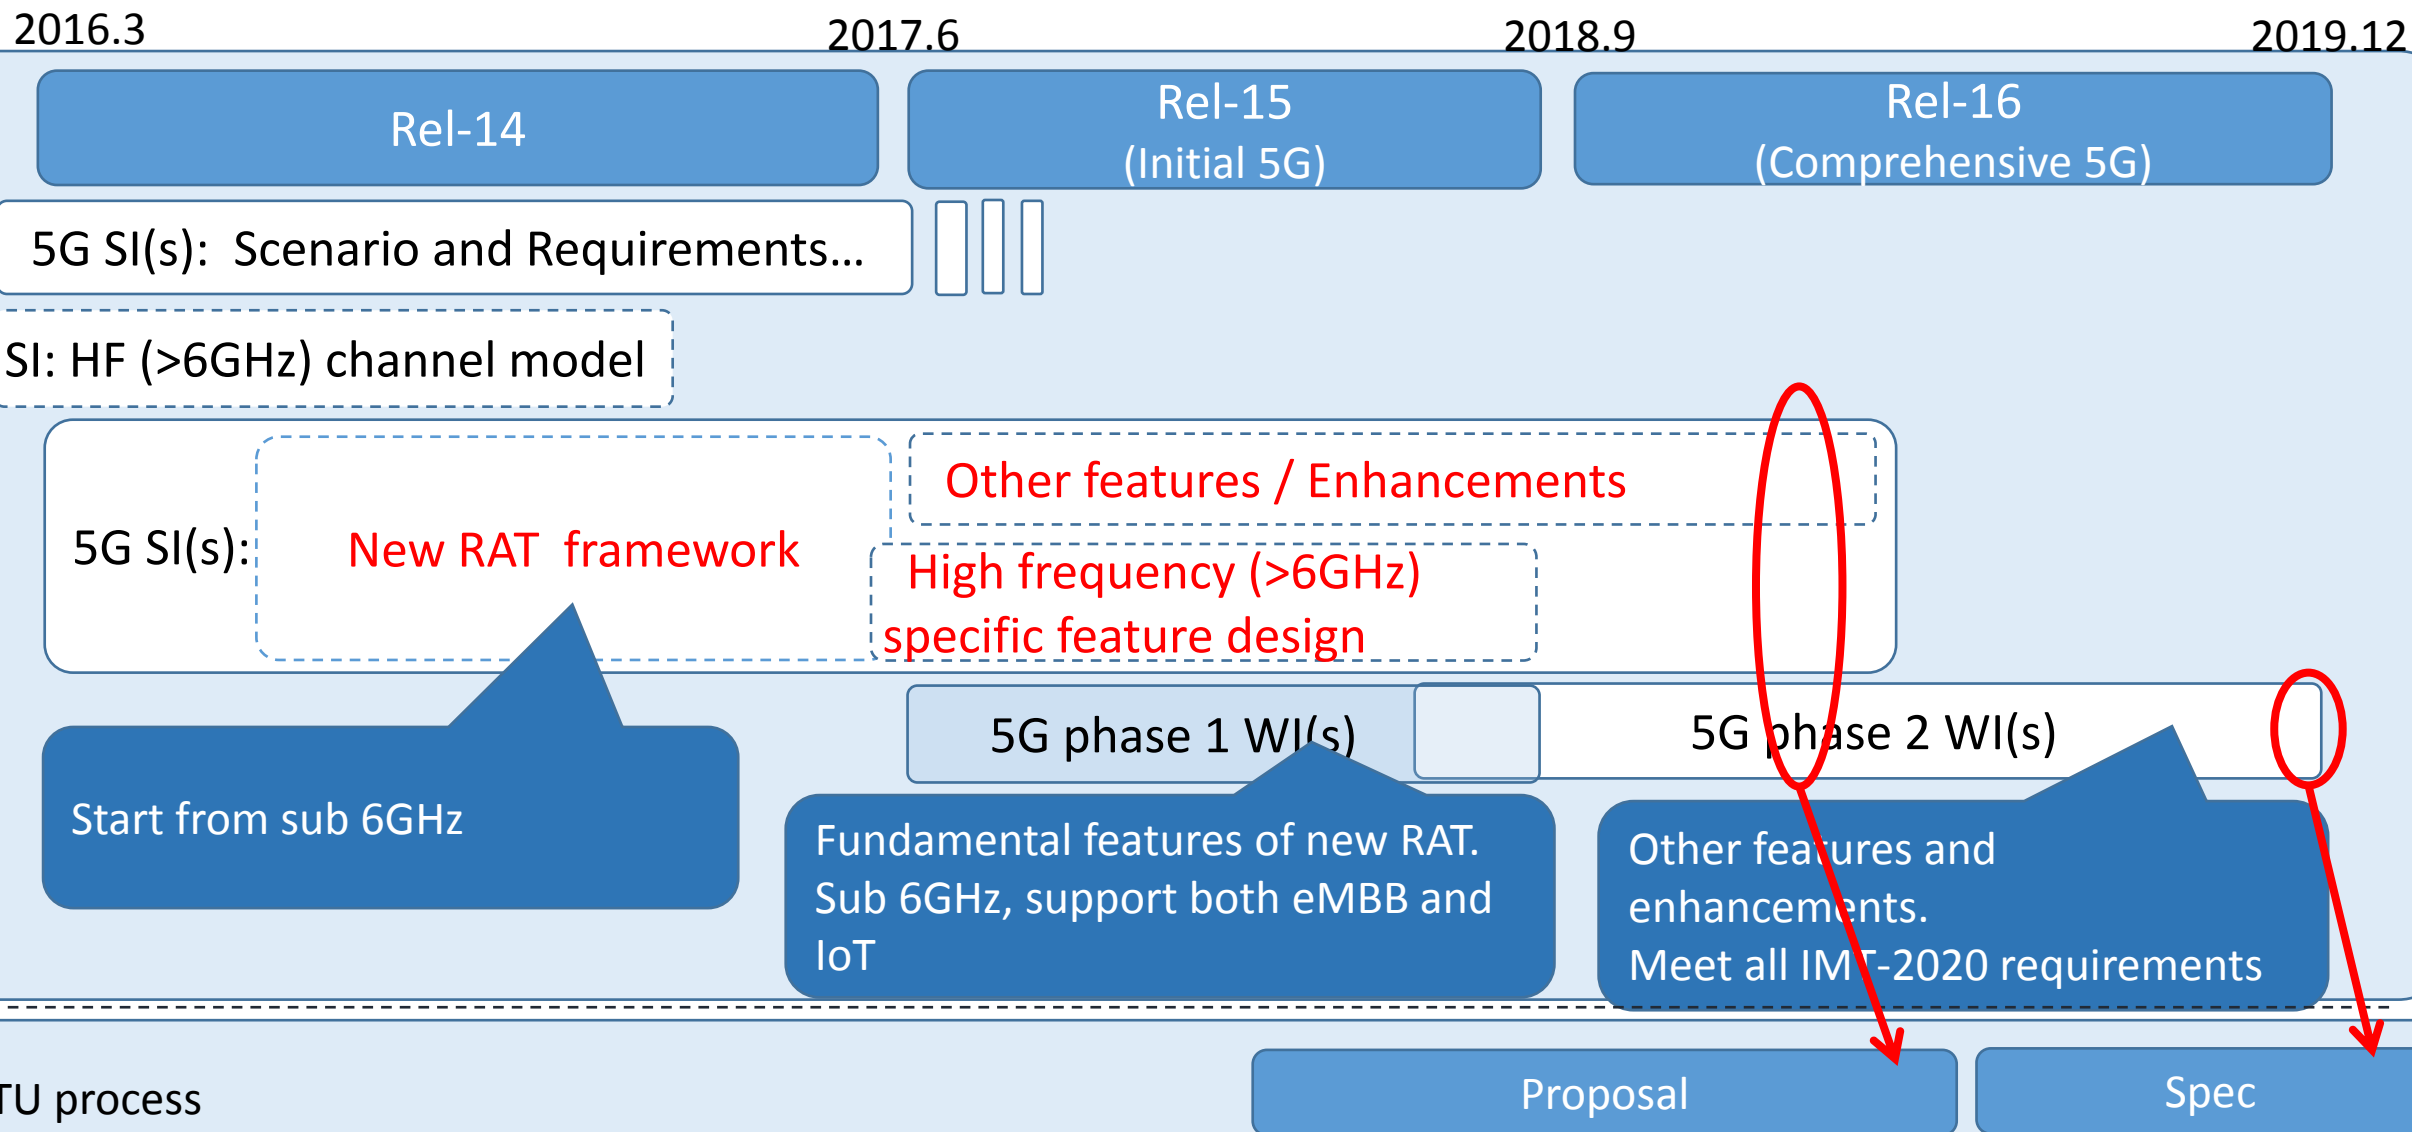 2016.3
2017.6
2018.9
2019.12
Rel-14
Rel-15
(Initial 5G)
Rel-16
(Comprehensive 5G)
5G SI(s): Scenario and Requirements...
SI: HF (>6GHz) channel model
5G SI(s):
New RAT framework
Other features / Enhancements
High frequency (>6GHz)
specific feature design
5G phase 1 WI(s)
5G phase 2 WI(s)
Start from sub 6GHz
Fundamental features of new RAT.
Sub 6GHz, support both eMBB and
IoT
Other features and
enhancements.
Meet all IMT-2020 requirements
TU process
Proposal
Spec